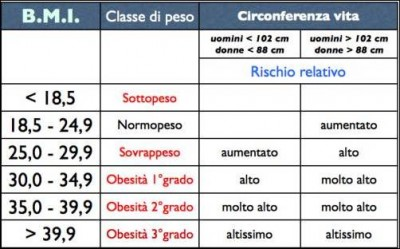 B.M.I. Classe di peso Circonferenza vita
uomini < 102 cm uomini > 102 cm
donne < 88 cm donne > 88 cm
Rischio relativo
< 18,5 Sottopeso
18,5 - 24,9 Normopeso aumentato
25,0 - 29,9 Sovrappeso aumentato alto
30,0 - 34,9 Obesità 1°grado alto molto alto
35,0 - 39,9 Obesità 2°grado molto alto molto alto
> 39,9 Obesità 3°grado altissimo altissimo